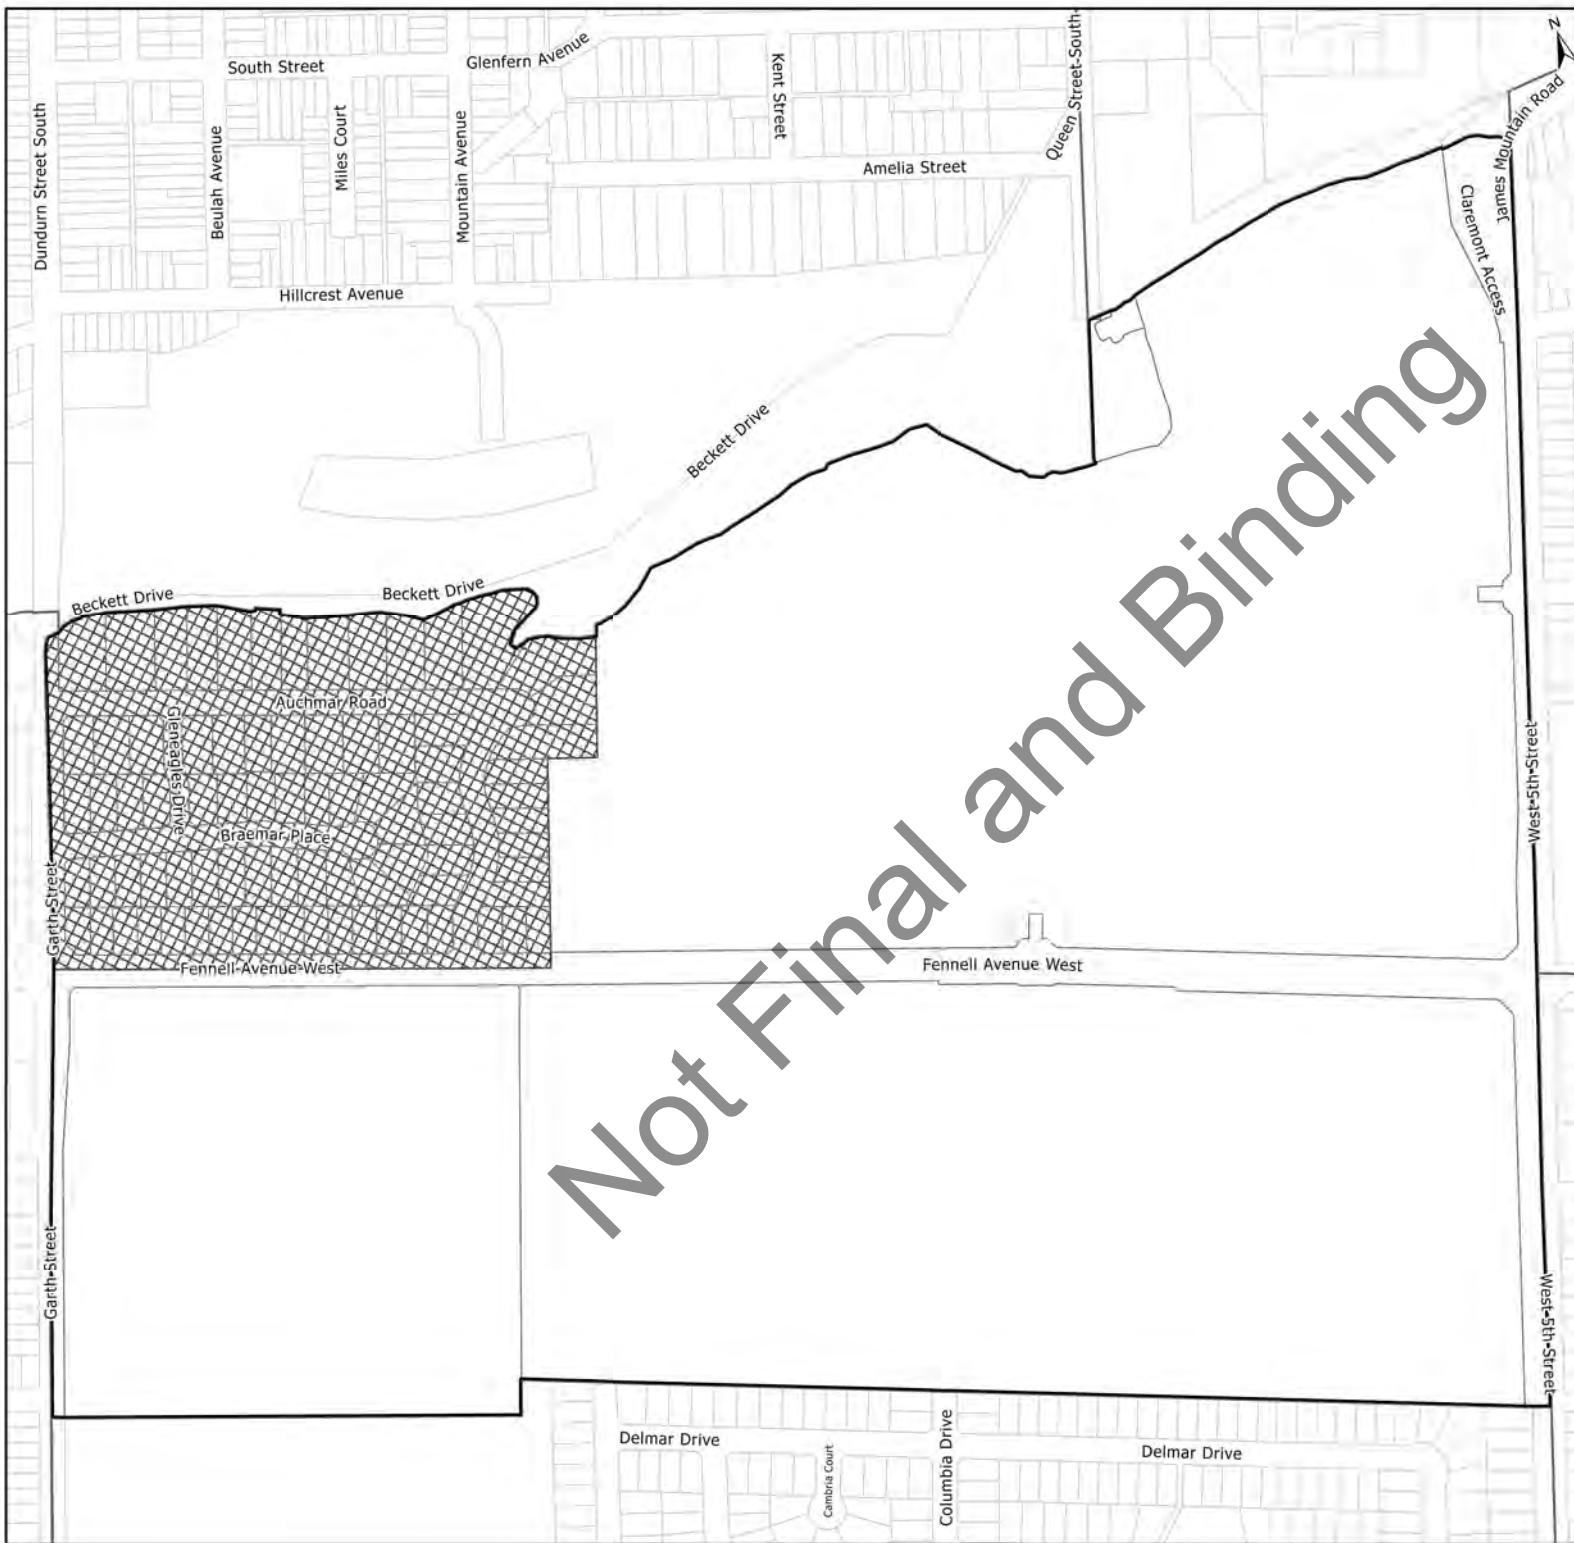 South Street
Glenfern Avenue
Kent Street
Queen Street South
N
James Mountain Road
Dundurn Street South
Beulah Avenue
Miles Court
Mountain Avenue
Amelia Street
Claremont Access
Hillcrest Avenue
Beckett Drive
Beckett Drive
Beckett Drive
Auchmar Road
Gleneagles Drive
Braemar Place
Garth Street
Fennell Avenue West
Fennell Avenue West
West 5th Street
Not Final and Binding
Garth Street
West 5th Street
Delmar Drive
Cambria Court
Columbia Drive
Delmar Drive